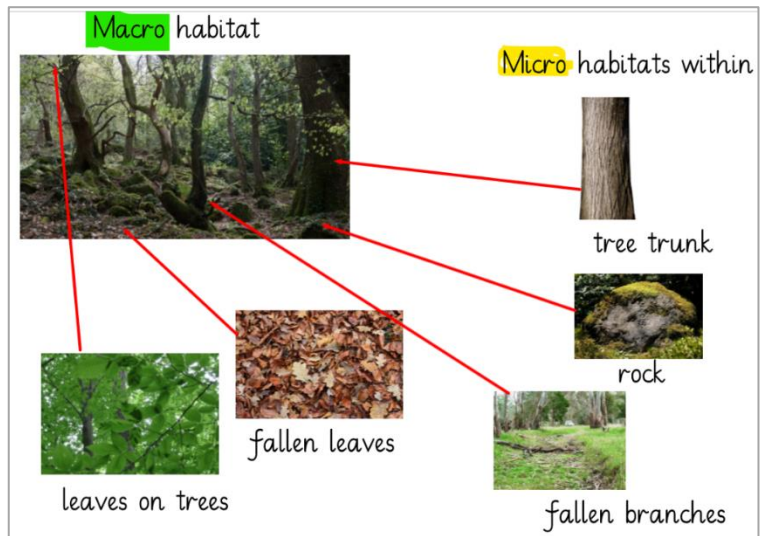 Macro habitat
Micro habitats within
tree trunk
rock
fallen leaves
leaves on trees
fallen branches